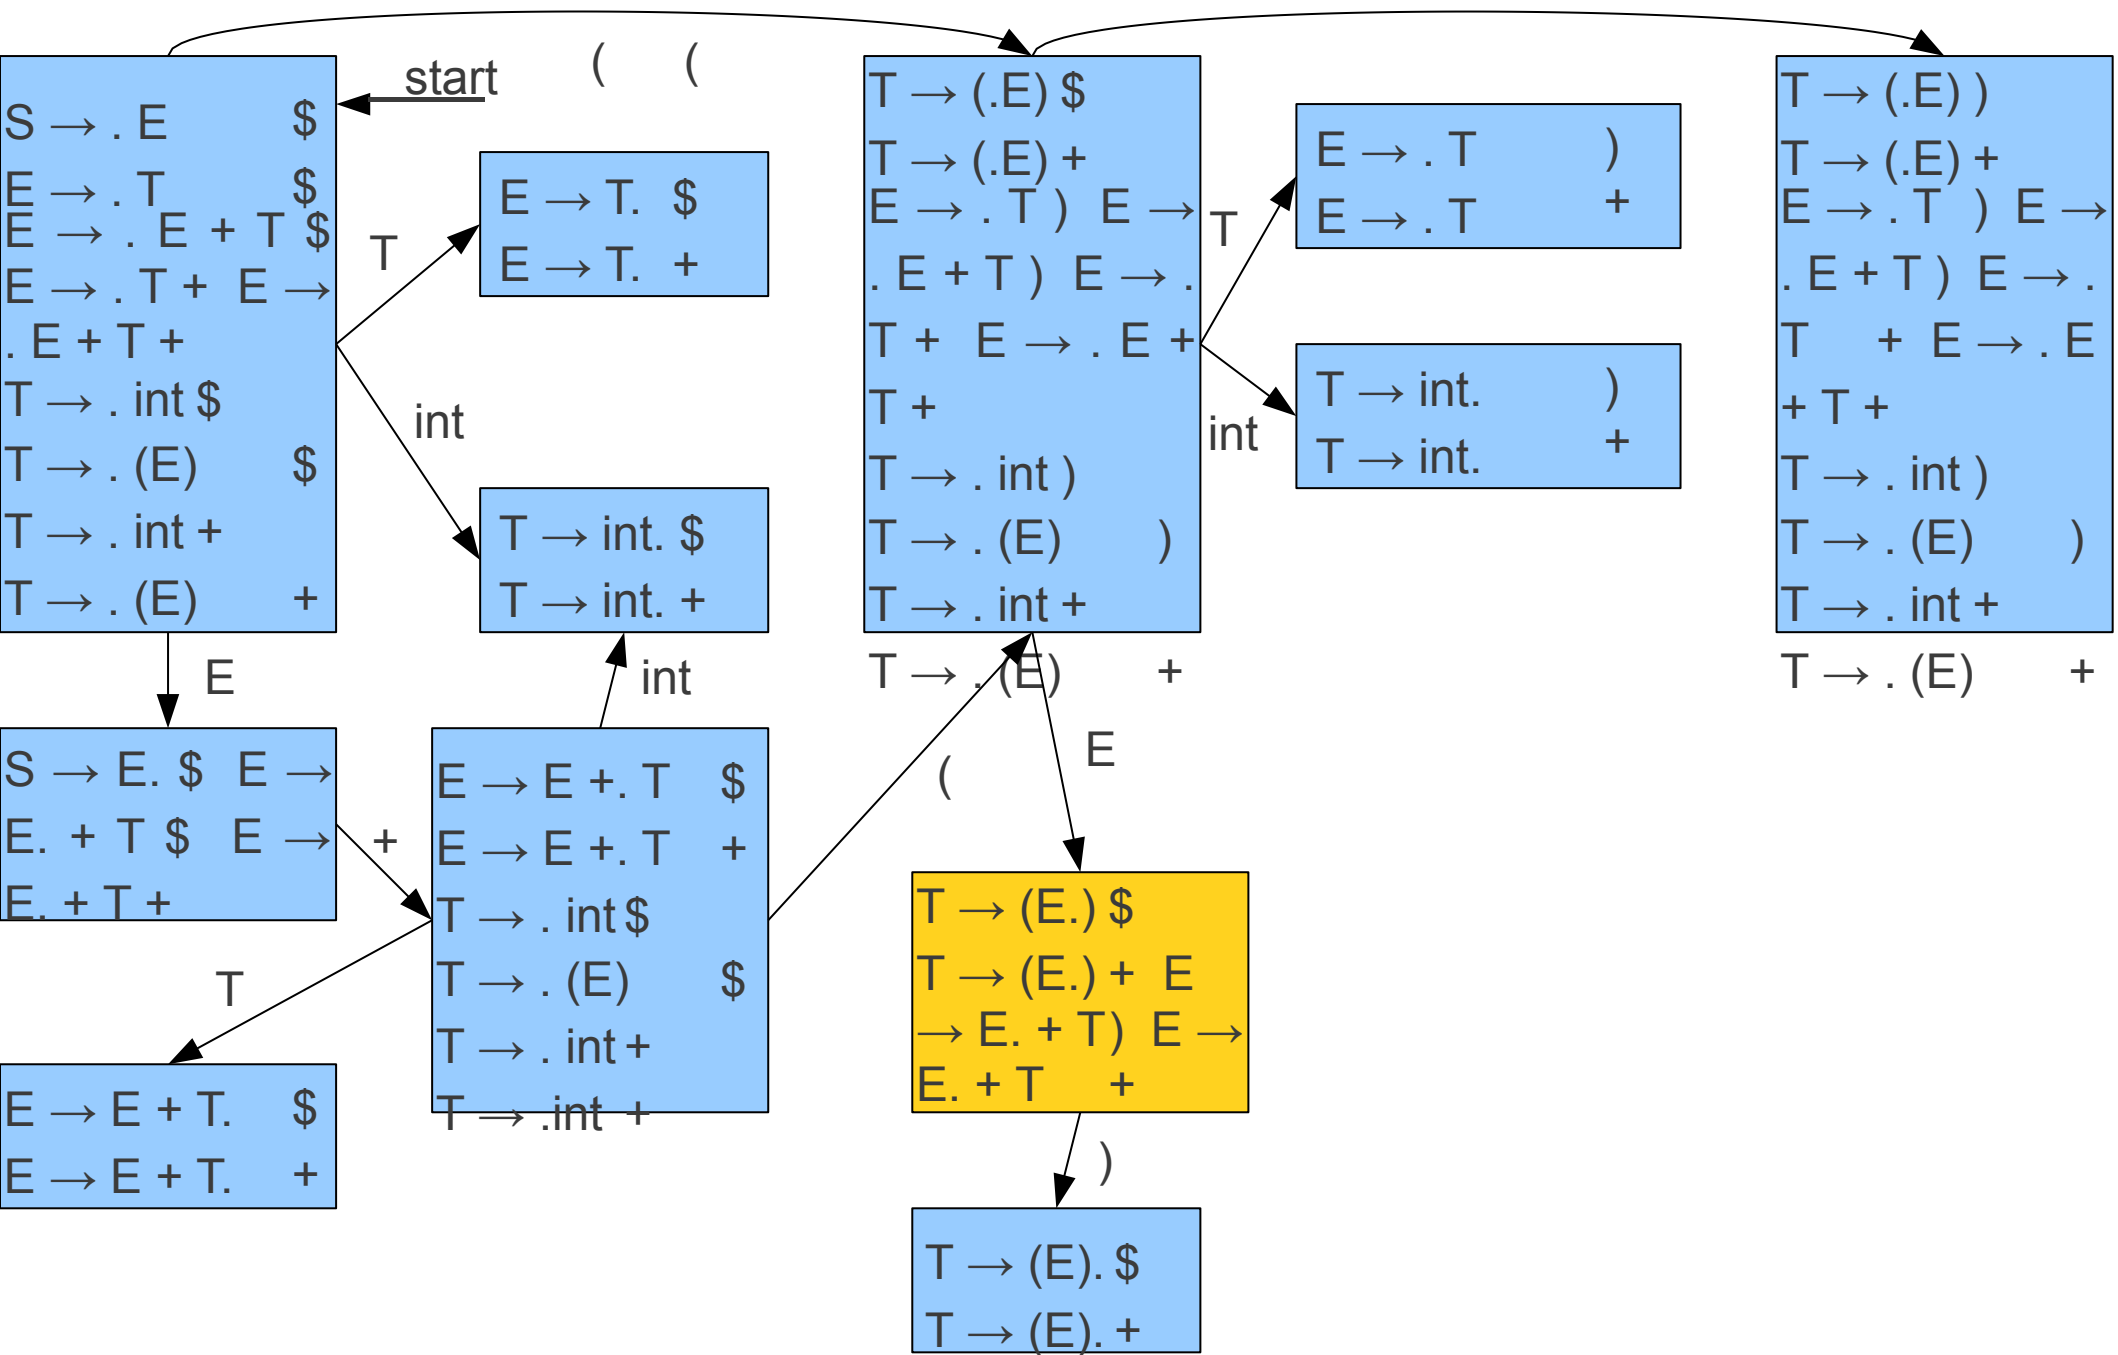 start
( (
S → . E $
E → . T $
E → . E + T $
E → . T + E →
. E + T +
T → . int $
T → . (E) $
T → . int +
T → . (E) +
T
E → T. $
E → T. +
int
T → int. $
T → int. +
T → (.E) $
T → (.E) +
E → . T ) E →
. E + T ) E → .
T + E → . E +
T +
T → . int )
T → . (E) )
T → . int +
T → . (E) +
T
E → . T )
E → . T +
int
T → int. )
T → int. +
T → (.E) )
T → (.E) +
E → . T ) E →
. E + T ) E → .
T + E → . E
+ T +
T → . int )
T → . (E) )
T → . int +
T → . (E) +
E
int
S → E. $ E →
E. + T $ E →
E. + T +
+
E → E +. T $
E → E +. T +
T → . int $
T → . (E) $
T → . int +
T → .int +
(
E
T
E → E + T. $
E → E + T. +
T → (E.) $
T → (E.) + E
→ E. + T) E →
E. + T +
)
T → (E). $
T → (E). +